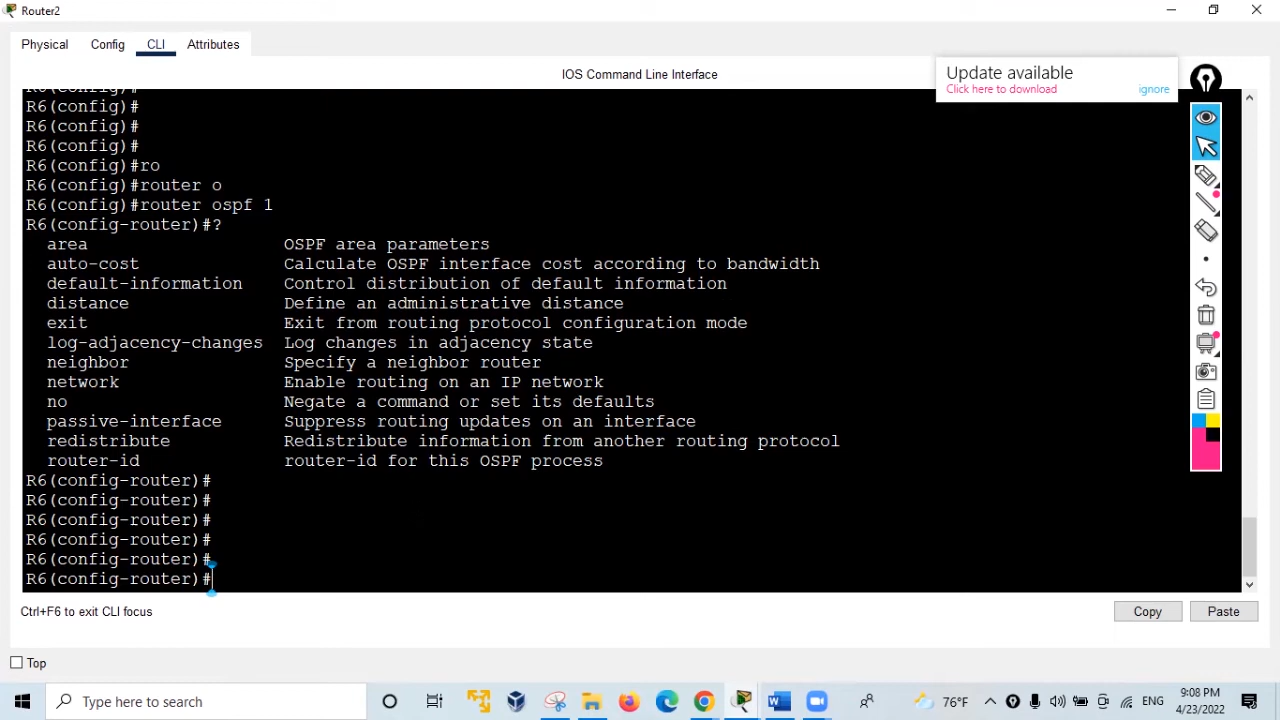 Router2
Physical Config CLI Attributes
IOS Command Line Interface
Update available
Click here to download ignore
R6(config)#
R6(config)#
R6(config)#
R6(config)#
R6(config)#ro
R6(config)#router o
R6(config)#router ospf 1
R6(config-router)#?
area OSPF area parameters
auto-cost Calculate OSPF interface cost according to bandwidth
default-information Control distribution of default information
distance Define an administrative distance
exit Exit from routing protocol configuration mode
log-adjacency-changes Log changes in adjacency state
neighbor Specify a neighbor router
network Enable routing on an IP network
no Negate a command or set its defaults
passive-interface Suppress routing updates on an interface
redistribute Redistribute information from another routing protocol
router-id router-id for this OSPF process
R6(config-router)#
R6(config-router)#
R6(config-router)#
R6(config-router)#
R6(config-router)#
R6(config-router)#
Ctrl+F6 to exit CLI focus
Copy Paste
Top
Type here to search
76°F
ENG
9:08 PM
4/23/2022